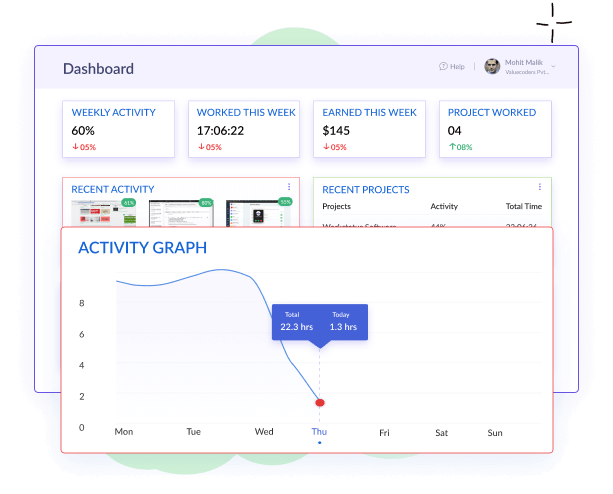 Dashboard
Help
Mohit Malik
Valuecoders Pvt...
WEEKLY ACTIVITY
60%
05%
WORKED THIS WEEK
17:06:22
05%
EARNED THIS WEEK
$145
05%
PROJECT WORKED
04
08%
RECENT ACTIVITY
61%
80%
55%
RECENT PROJECTS
Projects Activity Total Time
ACTIVITY GRAPH
8
6
4
2
0
Total Today
22.3 hrs 1.3 hrs
Mon Tue Wed Thu Fri Sat Sun